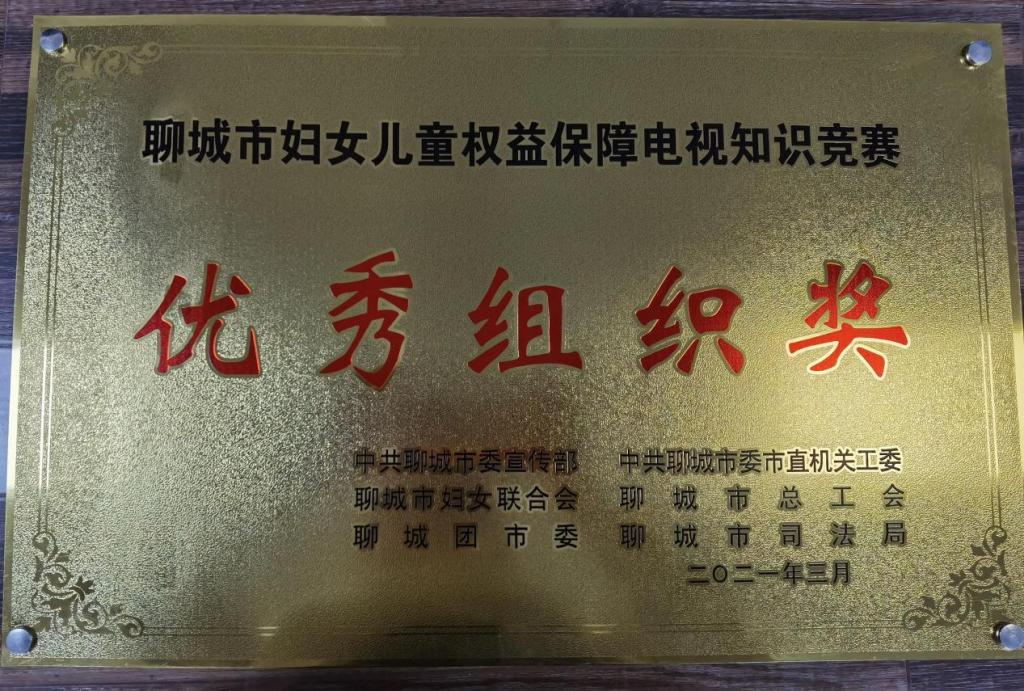 聊城市妇女儿童权益保障电视知识竞赛
优秀组织奖
中共聊城市委宣传部 中共聊城市委市直机关工委
聊城市妇女联合会 聊城市总工会
聊城团市委 聊城市司法局
二〇二一年三月